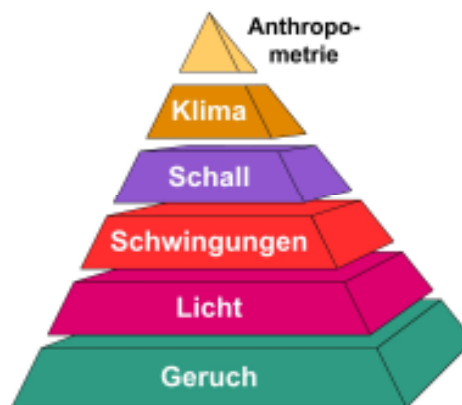 Anthropo-
metrie
Klima
Schall
Schwingungen
Licht
Geruch